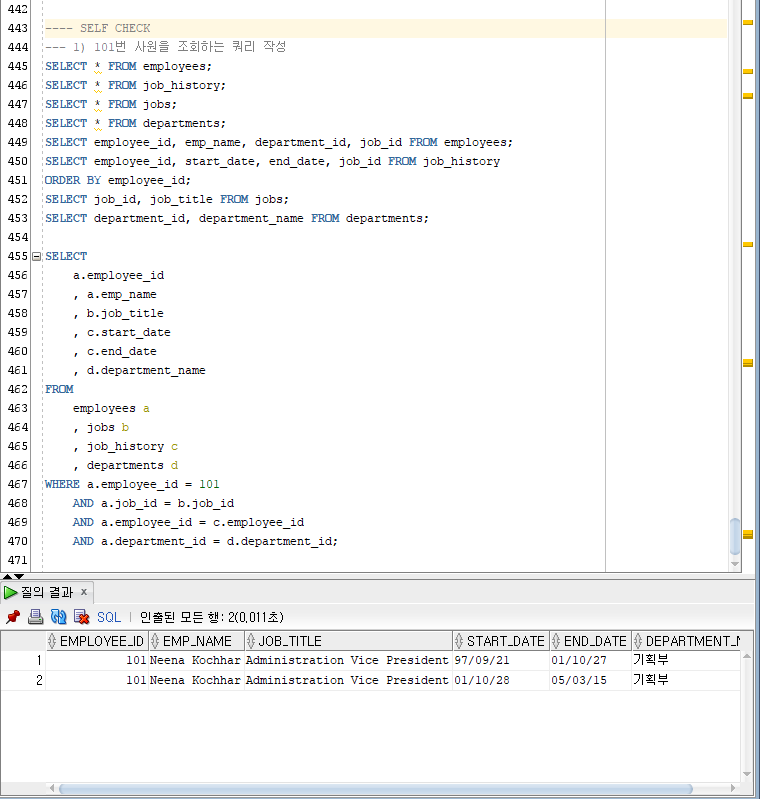 442
443 ---- SELF CHECK
444 --- 1) 101번 사원을 조회하는 쿼리 작성
445 SELECT * FROM employees;
446 SELECT * FROM job_history;
447 SELECT * FROM jobs;
448 SELECT * FROM departments;
449 SELECT employee_id, emp_name, department_id, job_id FROM employees;
450 SELECT employee_id, start_date, end_date, job_id FROM job_history
451 ORDER BY employee_id;
452 SELECT job_id, job_title FROM jobs;
453 SELECT department_id, department_name FROM departments;
454
455 SELECT
456 a.employee_id
457 , a.emp_name
458 , b.job_title
459 , c.start_date
460 , c.end_date
461 , d.department_name
462 FROM
463 employees a
464 , jobs b
465 , job_history c
466 , departments d
467 WHERE a.employee_id = 101
468 AND a.job_id = b.job_id
469 AND a.employee_id = c.employee_id
470 AND a.department_id = d.department_id;
471
질의 결과 x
SQL | 인출된 모든 행: 2(0,011초)
EMPLOYEE_ID EMP_NAME JOB_TITLE START_DATE END_DATE DEPARTMENT_N
1 101 Neena Kochhar Administration Vice President 97/09/21 01/10/27 기획부
2 101 Neena Kochhar Administration Vice President 01/10/28 05/03/15 기획부